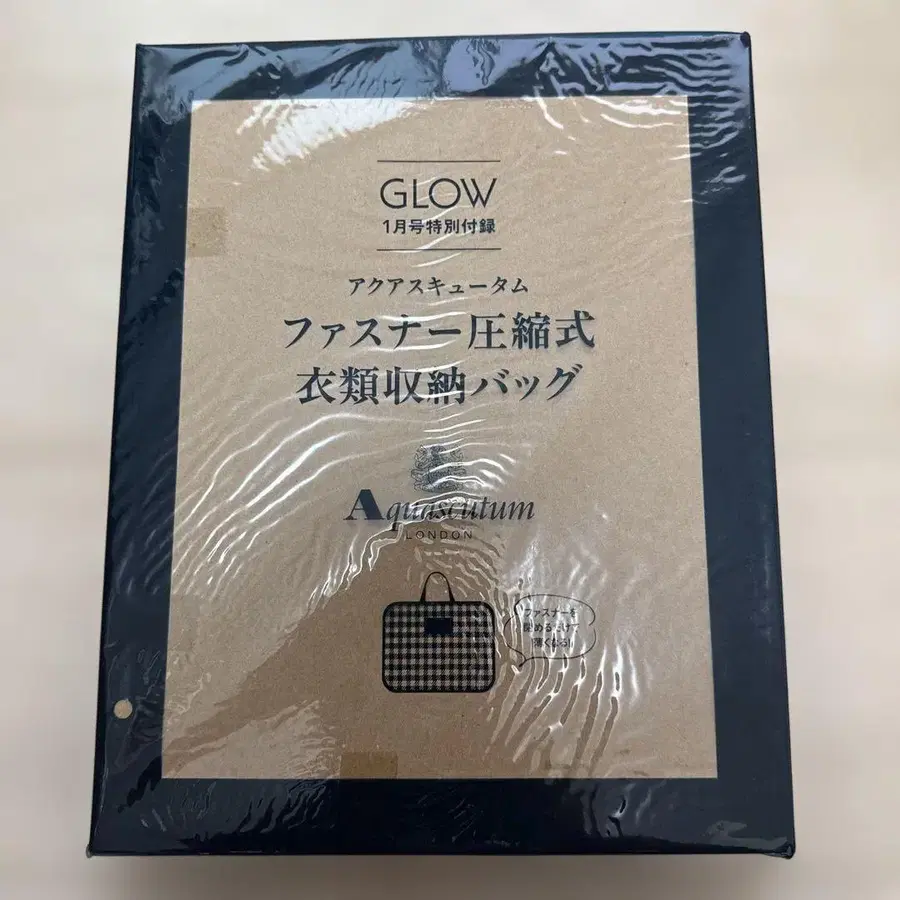 GLOW
1月号特別付録
アクアスキュータム
ファスナー圧縮式
衣類収納バッグ
Aquascutum
LONDON
ファスナーを
閉めるだけで
薄くなる!